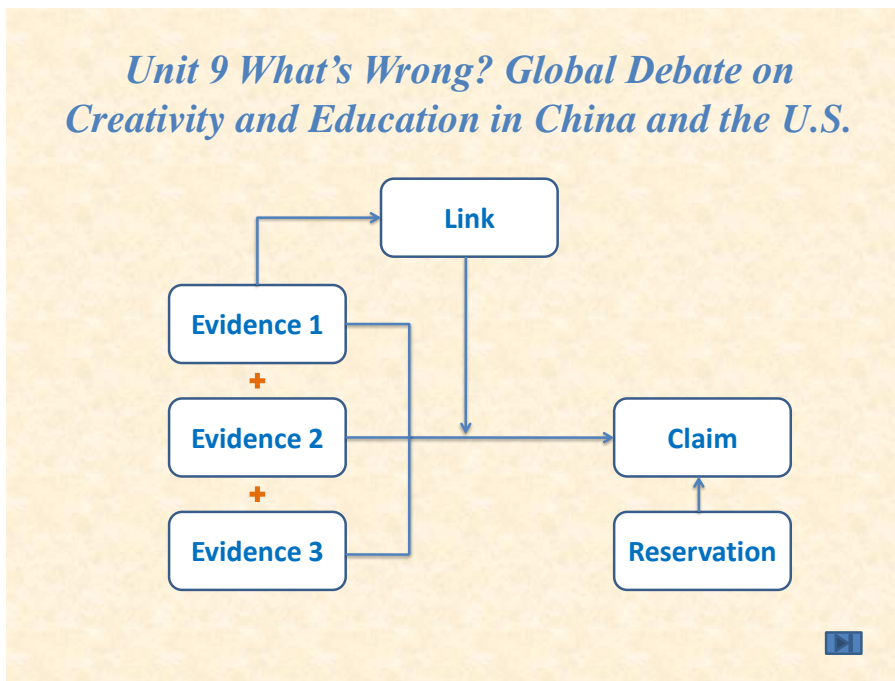 Unit 9 What's Wrong? Global Debate on
Creativity and Education in China and the U.S.
Link
Evidence 1
+
Evidence 2
Claim
+
Evidence 3
Reservation